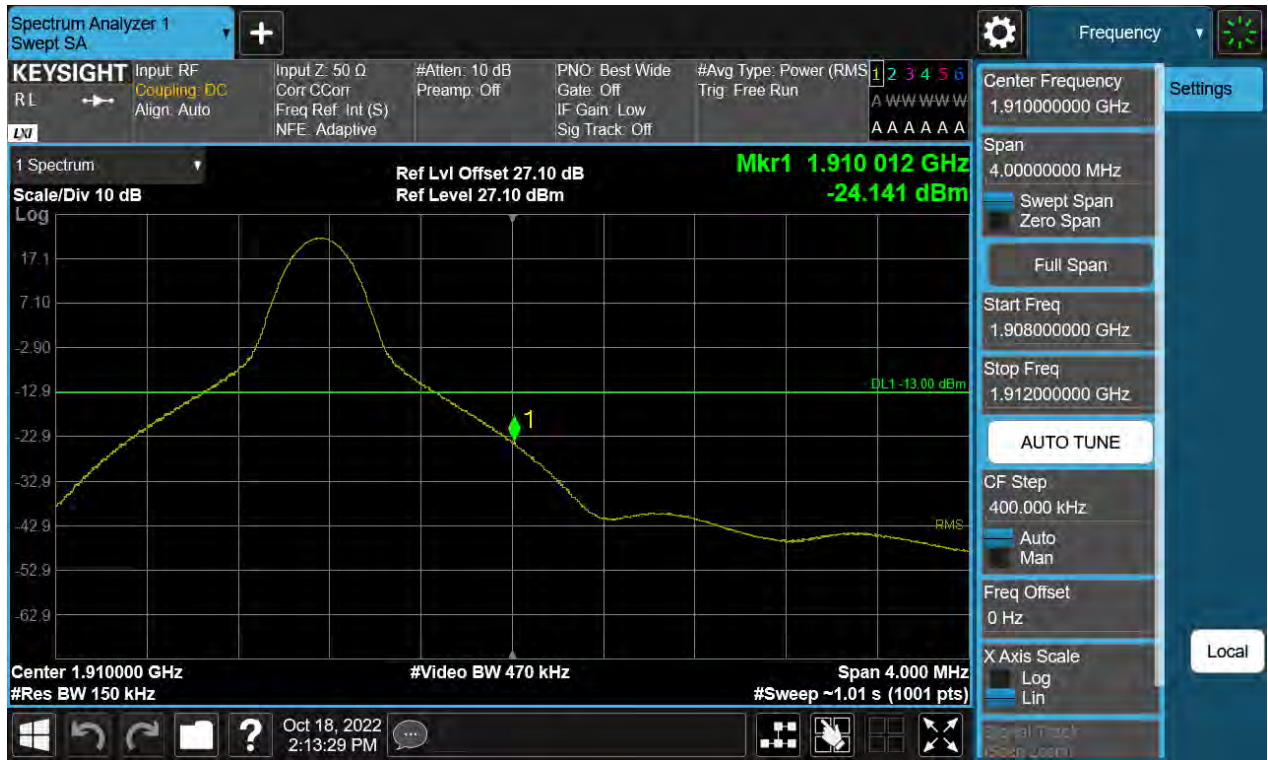 Spectrum Analyzer 1
Swept SA
+
Frequency
KEYSIGHT
RL
LXI
Input: RF
Coupling: DC
Align: Auto
Input Z: 50 Ω
Corr CCorr
Freq Ref: Int (S)
NFE: Adaptive
#Atten: 10 dB
Preamp: Off
PNO: Best Wide
Gate: Off
IF Gain: Low
Sig Track: Off
#Avg Type: Power (RMS
Trig: Free Run
1 2 3 4 5 6
A W W W W W
A A A A A A
1 Spectrum
Scale/Div 10 dB
Ref Lvl Offset 27.10 dB
Ref Level 27.10 dBm
Mkr1 1.910 012 GHz
-24.141 dBm
Log
17.1
7.10
-2.90
-12.9
-22.9
-32.9
-42.9
-52.9
-62.9
DL1 -13.00 dBm
1
RMS
Center 1.910000 GHz
#Res BW 150 kHz
#Video BW 470 kHz
Span 4.000 MHz
#Sweep ~1.01 s (1001 pts)
Center Frequency
1.910000000 GHz
Span
4.00000000 MHz
Swept Span
Zero Span
Full Span
Start Freq
1.908000000 GHz
Stop Freq
1.912000000 GHz
AUTO TUNE
CF Step
400.000 kHz
Auto
Man
Freq Offset
0 Hz
X Axis Scale
Log
Lin
Signal Track
(Span Zoom)
Settings
Local
?
Oct 18, 2022
2:13:29 PM